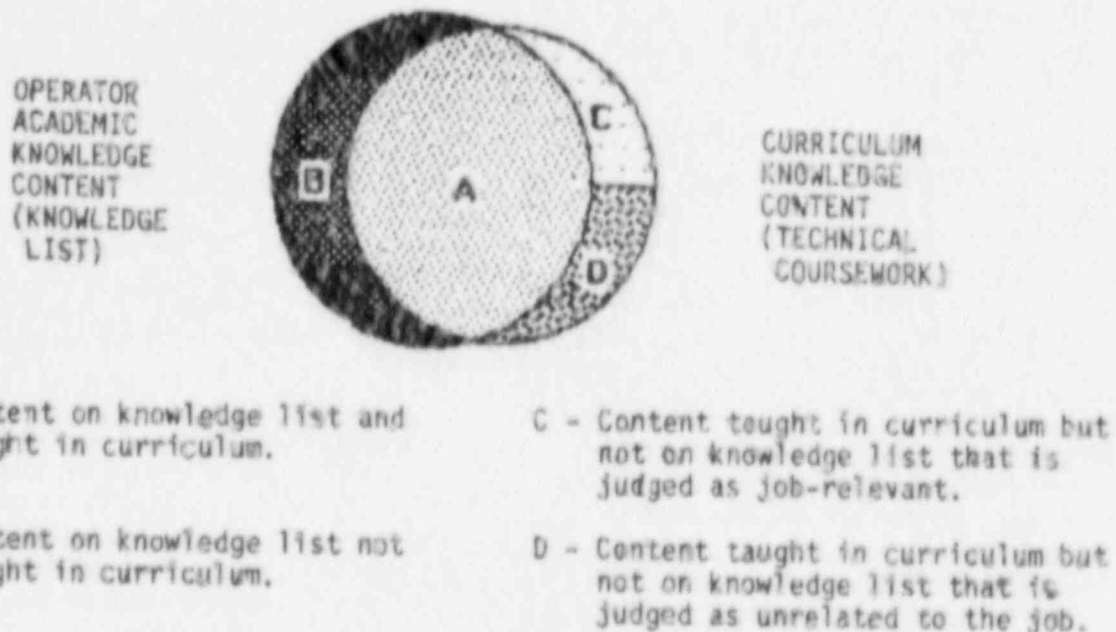 OPERATOR
ACADEMIC
KNOWLEDGE
CONTENT
(KNOWLEDGE
LIST)
B
A
C
D
CURRICULUM
KNOWLEDGE
CONTENT
(TECHNICAL
COURSEWORK)
tent on knowledge list and
ght in curriculum.
tent on knowledge list not
ght in curriculum.
C - Content taught in curriculum but
not on knowledge list that is
judged as job-relevant.
D - Content taught in curriculum but
not on knowledge list that is
judged as unrelated to the job.